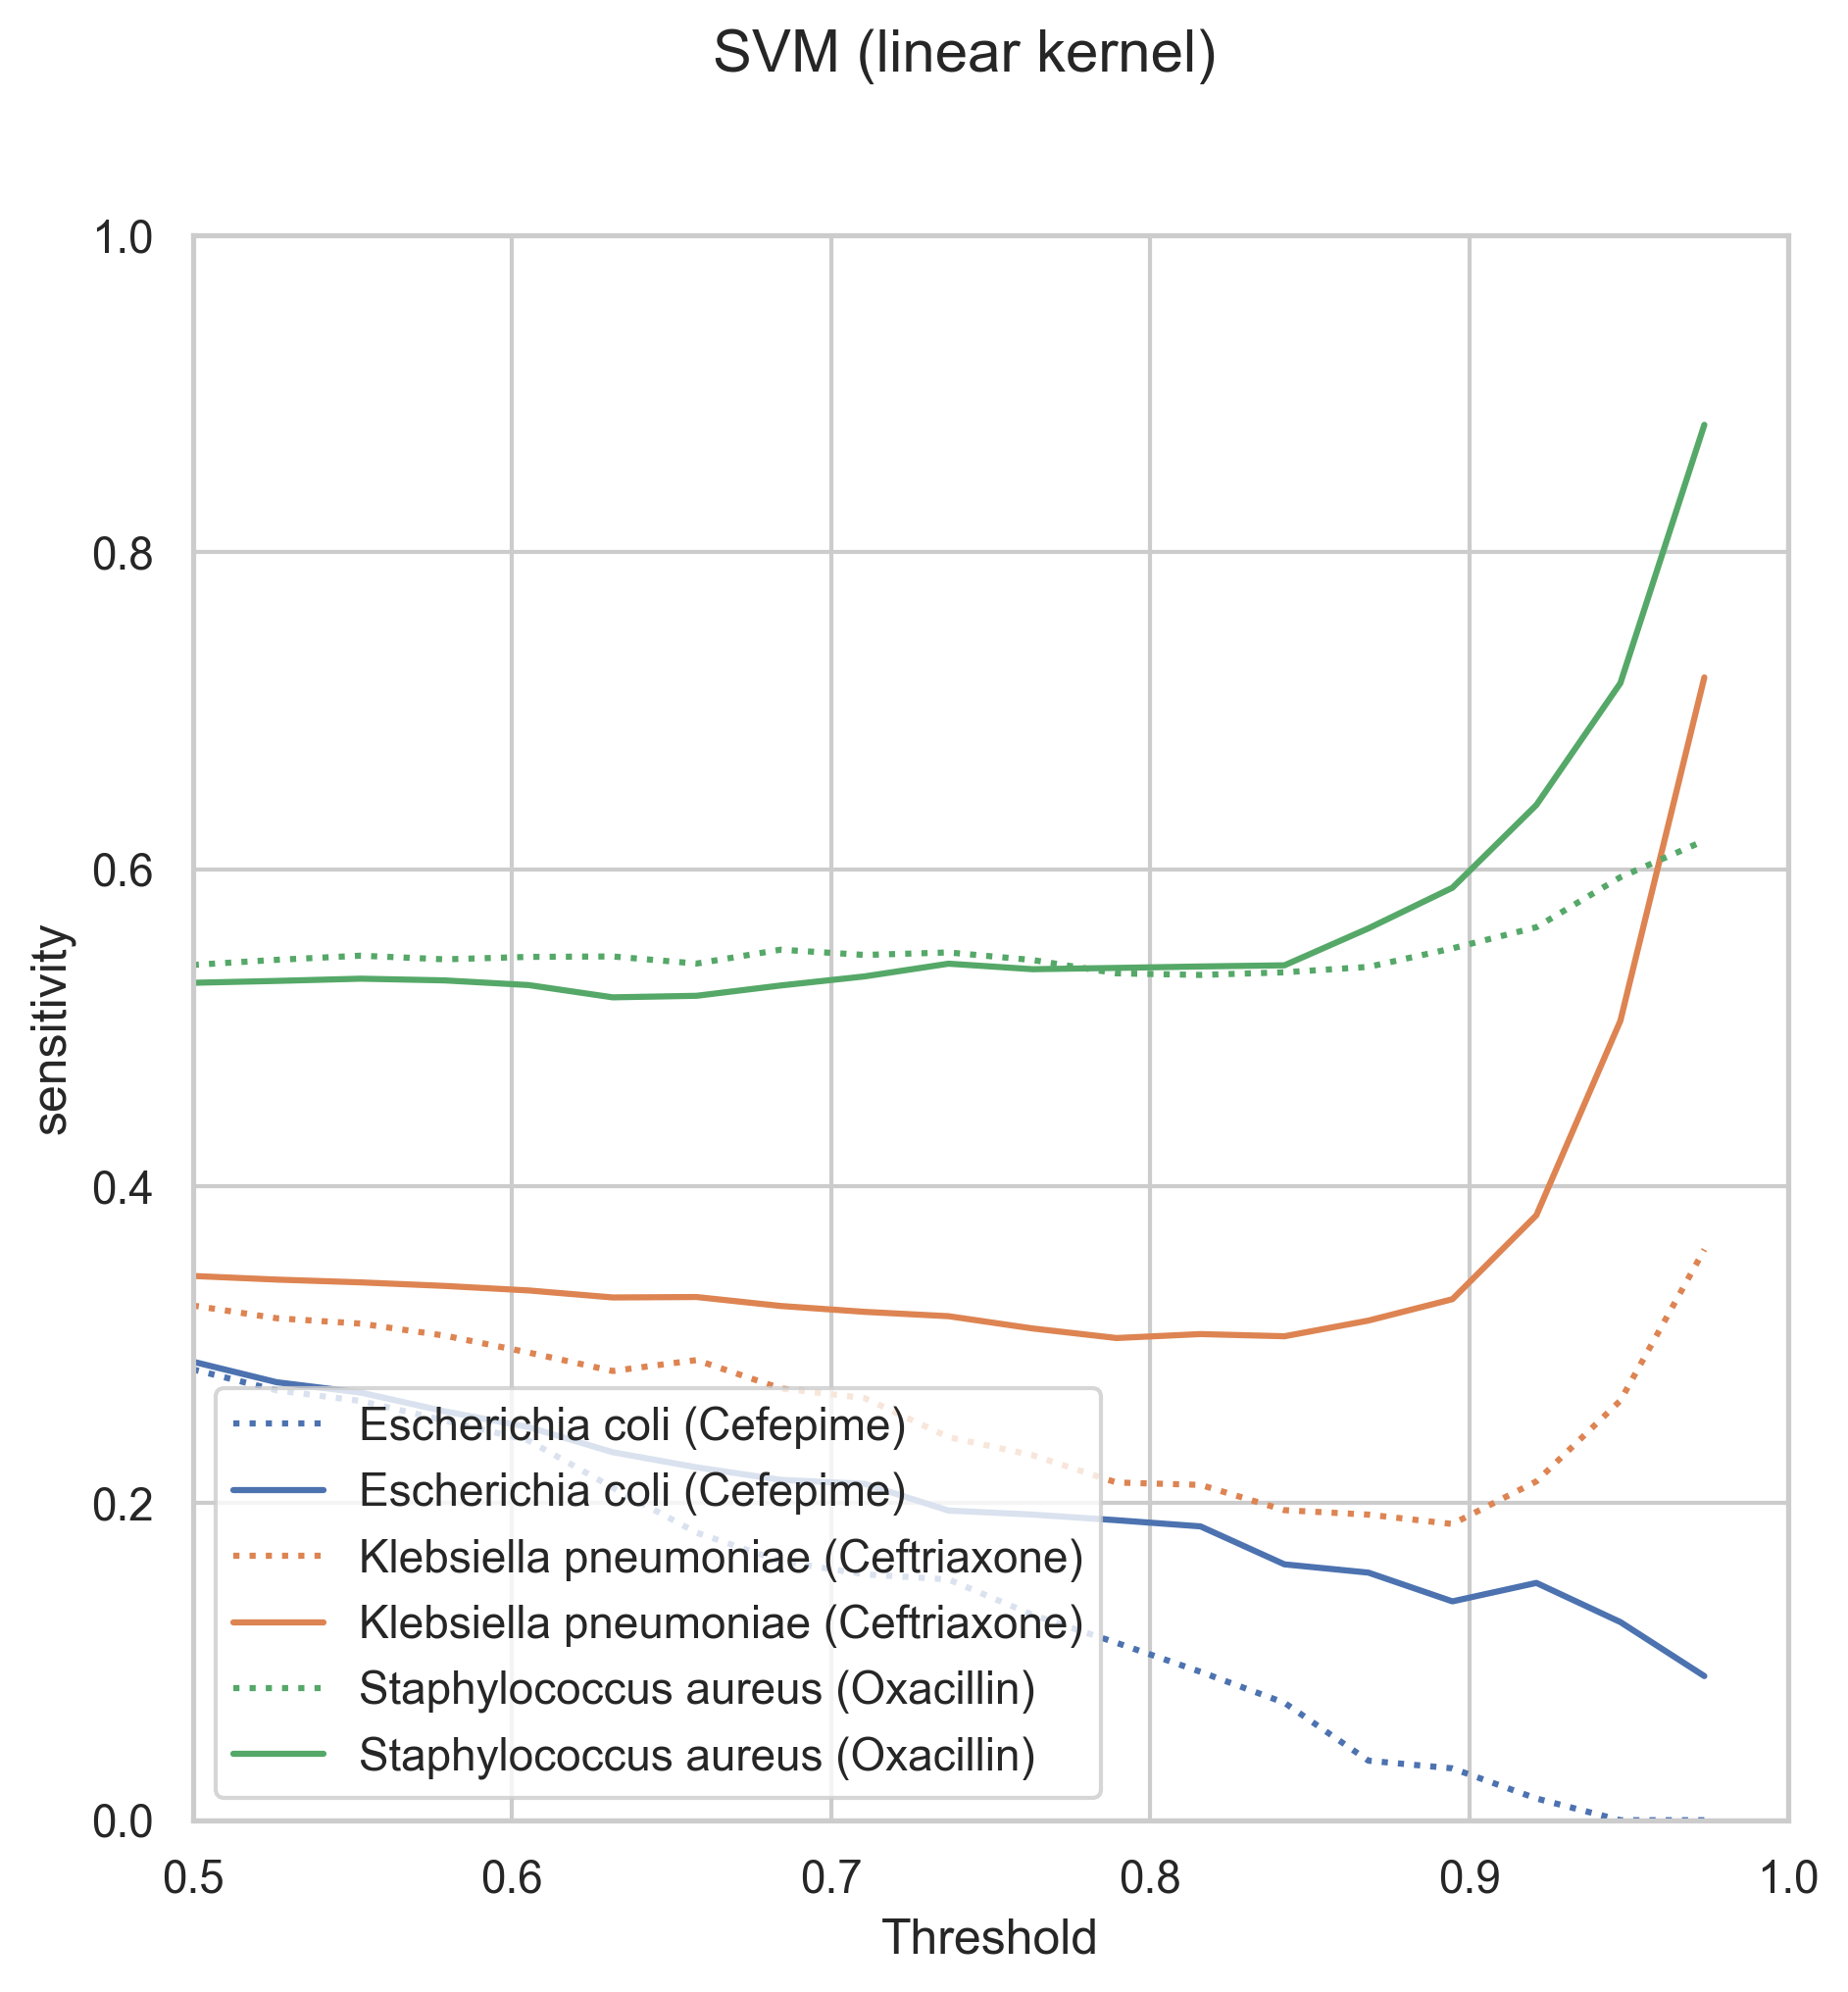 SVM (linear kernel)
1.0
0.8
0.6
0.4
0.2
0.0
sensitivity
Escherichia coli (Cefepime)
Escherichia coli (Cefepime)
Klebsiella pneumoniae (Ceftriaxone)
Klebsiella pneumoniae (Ceftriaxone)
Staphylococcus aureus (Oxacillin)
Staphylococcus aureus (Oxacillin)
0.5 0.6 0.7 0.8 0.9 1.0
Threshold